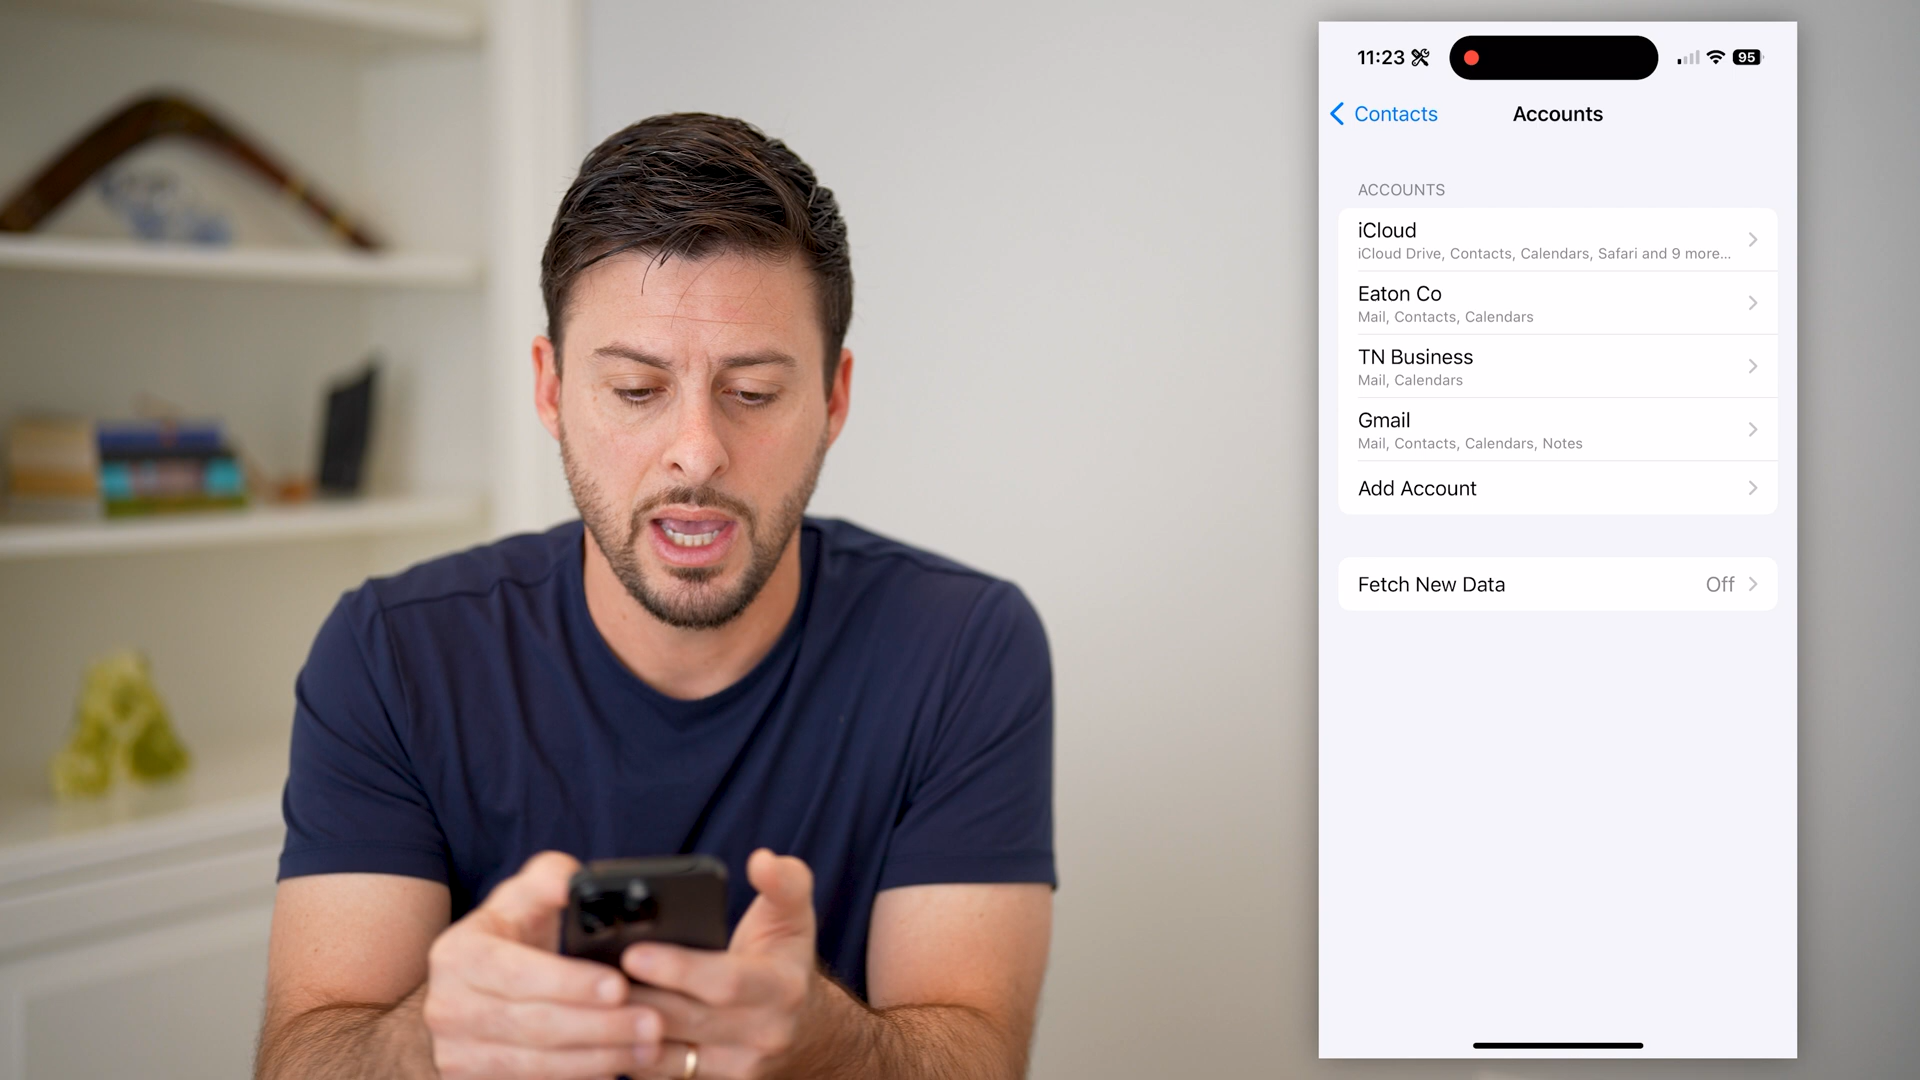 11:23
95
Contacts
Accounts
ACCOUNTS
iCloud
iCloud Drive, Contacts, Calendars, Safari and 9 more...
Eaton Co
Mail, Contacts, Calendars
TN Business
Mail, Calendars
Gmail
Mail, Contacts, Calendars, Notes
Add Account
Fetch New Data
Off